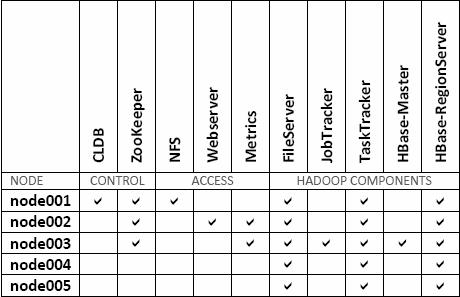 CLDB ZooKeeper NFS Webserver Metrics FileServer JobTracker TaskTracker HBase-Master HBase-RegionServer
NODE CONTROL ACCESS HADOOP COMPONENTS
node001 ✓ ✓ ✓ ✓ ✓ ✓
node002 ✓ ✓ ✓ ✓ ✓ ✓
node003 ✓ ✓ ✓ ✓ ✓ ✓ ✓
node004 ✓ ✓ ✓
node005 ✓ ✓ ✓